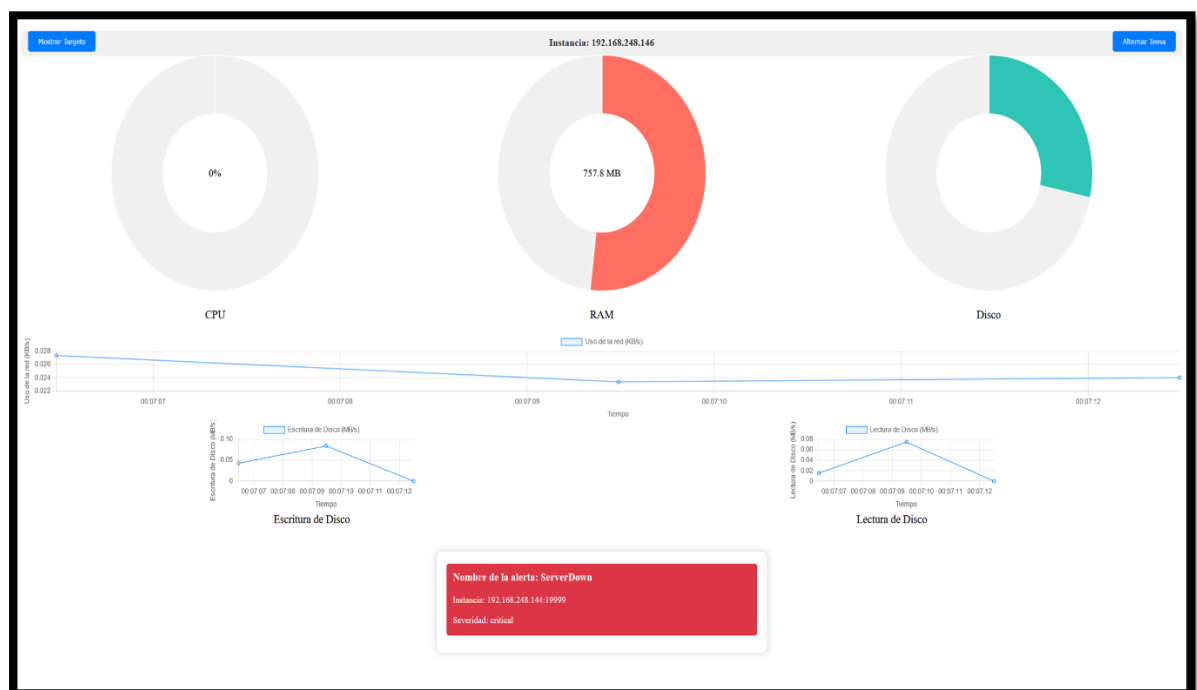 Mostrar Targets
Instancia: 192.168.248.146
Alternar Tema
0%
757.8 MB
CPU
RAM
Disco
Uso de la red (KB/s)
Uso de la red (KB/s)
0.028
0.026
0.024
0.022
00:07:07
00:07:08
00:07:09
00:07:10
00:07:11
00:07:12
Tiempo
Escritura de Disco (MB/s)
Escritura de Disco (MB/s)
0.10
0.05
0
00:07:07 00:07:08 00:07:09 00:07:10 00:07:11 00:07:12
Tiempo
Escritura de Disco
Lectura de Disco (MB/s)
Lectura de Disco (MB/s)
0.08
0.06
0.04
0.02
0
00:07:07 00:07:08 00:07:09 00:07:10 00:07:11 00:07:12
Tiempo
Lectura de Disco
Nombre de la alerta: ServerDown
Instancia: 192.168.248.144:19999
Severidad: critical